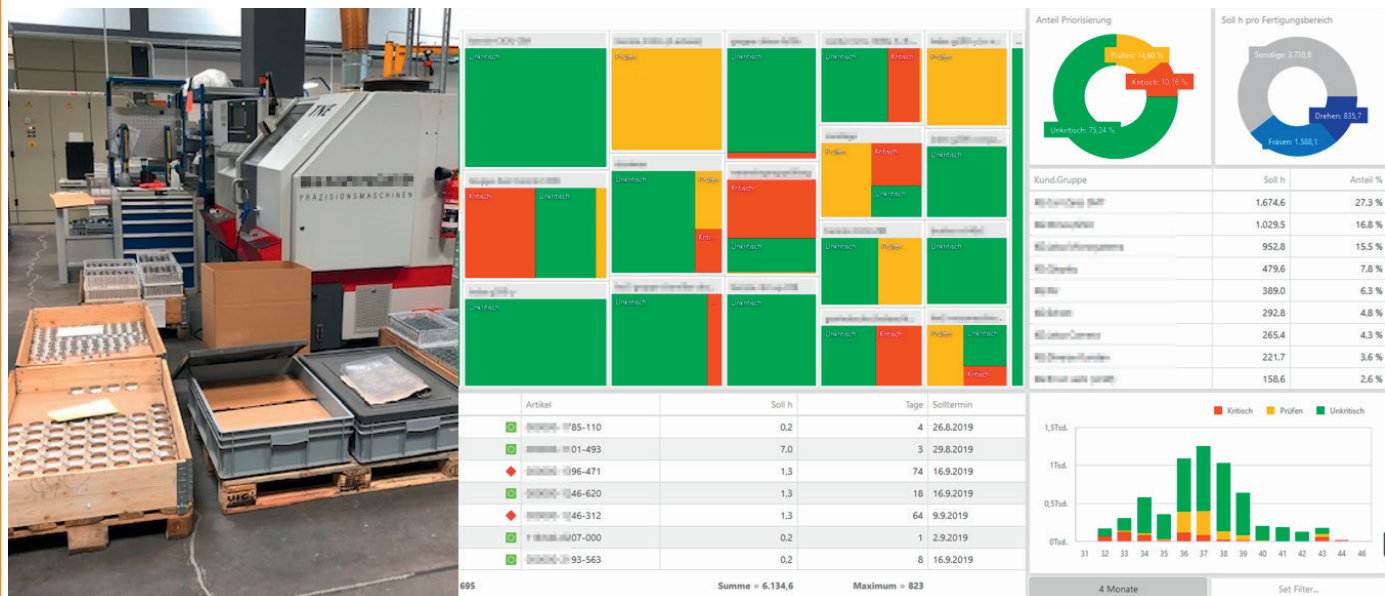 TNE
PRÄZISIONSMASCHINEN
UIC
Unkritisch
Prüfen
Unkritisch
Unkritisch
Kritisch
Prüfen
Prüfen
Kritisch
Unkritisch
Unkritisch
Kritisch
Unkritisch
Unkritisch
Prüfen
Kriti...
Kritisch
Unkritisch
Unkritisch
Prüfen
Unkritisch
Unkritisch
Unkritisch
Unkritisch
Unkritisch
Kritisch
Prüfen
Unkritisch
Kritisch
Artikel Soll h Tage Solltermin
785-110 0,2 4 26.8.2019
01-493 7,0 3 29.8.2019
96-471 1,3 74 16.9.2019
46-620 1,3 18 16.9.2019
46-312 1,3 64 9.9.2019
207-000 0,2 1 2.9.2019
93-563 0,2 8 16.9.2019
695 Summe = 6.134,6 Maximum = 823
Anteil Priorisierung
Prüfen: 14,60 %
Kritisch: 10,16 %
Unkritisch: 75,24 %
Soll h pro Fertigungsbereich
Sonstige: 3.710,8
Drehen: 835,7
Fräsen: 1.588,1
Kund.Gruppe Soll h Anteil %
1.674,6 27.3 %
1.029,5 16.8 %
952,8 15.5 %
479,6 7.8 %
389,0 6.3 %
292,8 4.8 %
265,4 4.3 %
221,7 3.6 %
158,6 2.6 %
Kritisch Prüfen Unkritisch
1,5Tsd.
1Tsd.
0,5Tsd.
0Tsd.
31 32 33 34 35 36 37 38 39 40 41 42 43 44 46
4 Monate Set Filter...